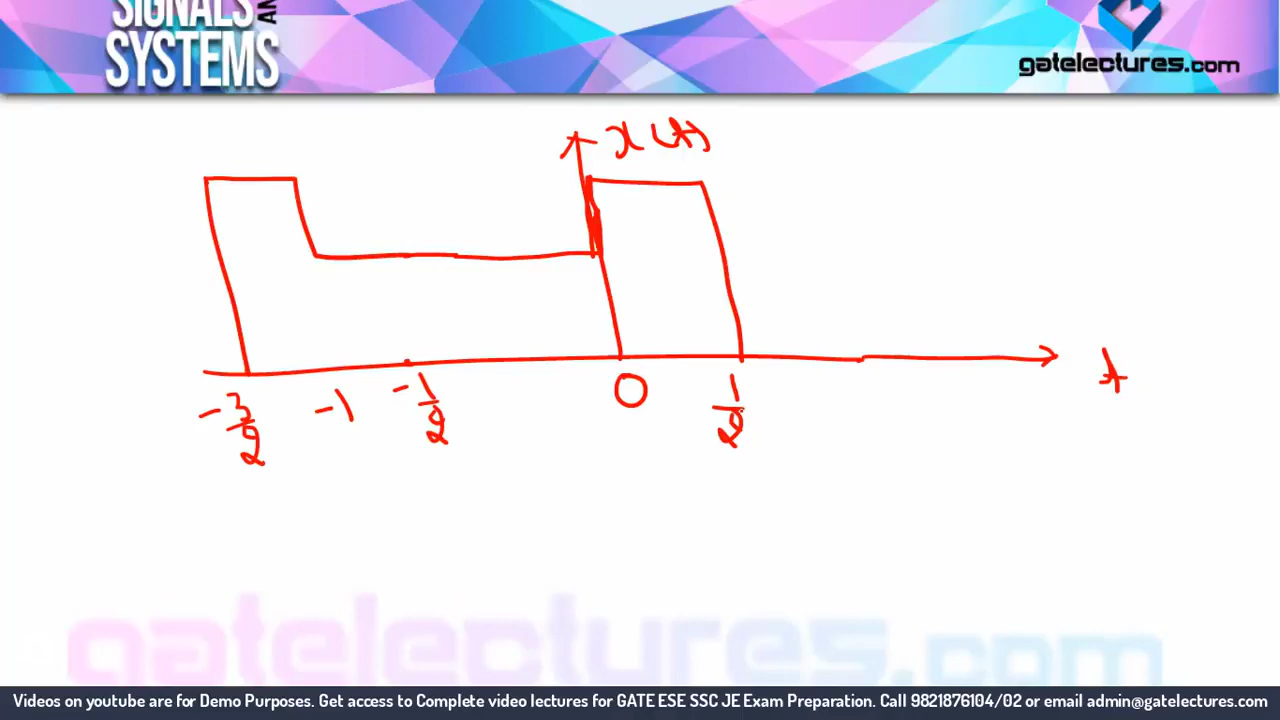 SIGNALS AND
SYSTEMS
gatelectures.com
x(t)
-3/2 -1 -1/2 0 1/2 t
gatelectures.com
Videos on youtube are for Demo Purposes. Get access to Complete video lectures for GATE ESE SSC JE Exam Preparation. Call 9821876104/02 or email admin@gatelectures.com